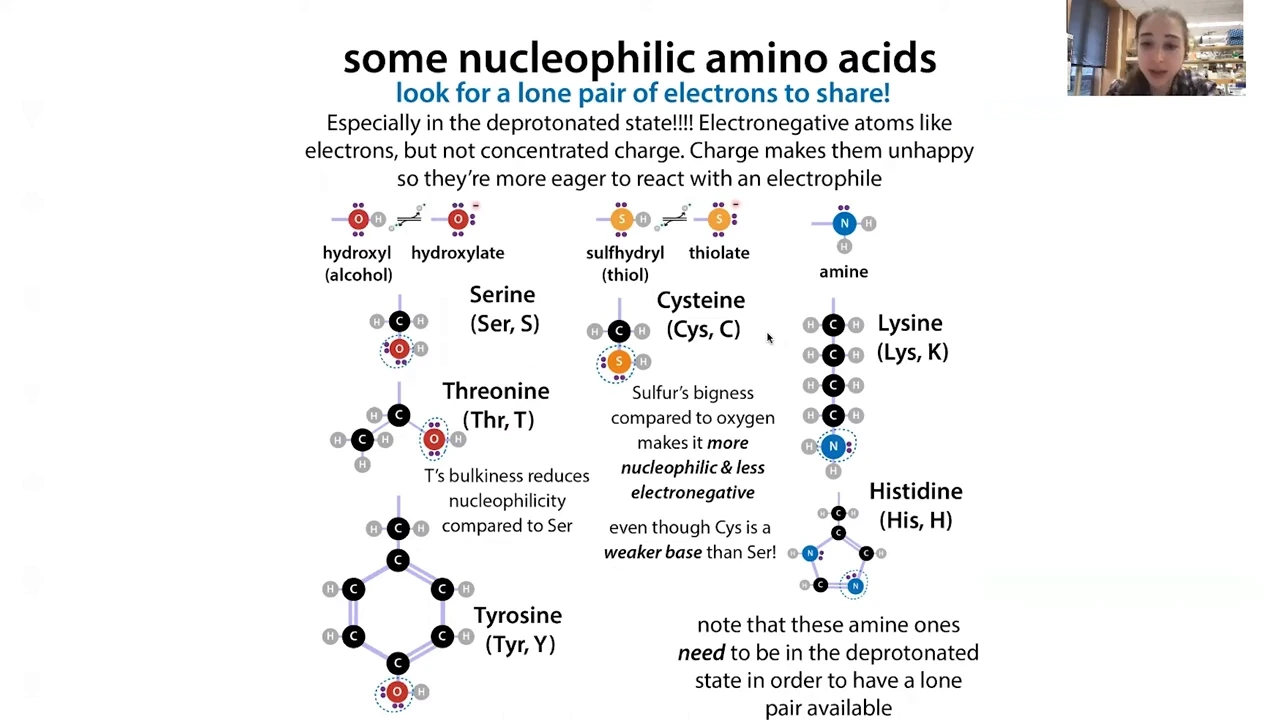 some nucleophilic amino acids
look for a lone pair of electrons to share!
Especially in the deprotonated state!!!! Electronegative atoms like
electrons, but not concentrated charge. Charge makes them unhappy
so they're more eager to react with an electrophile
O H O −
S H S −
N H
H
hydroxyl
(alcohol)
hydroxylate
sulfhydryl
(thiol)
thiolate
amine
Serine
(Ser, S)
H C H
O H
Threonine
(Thr, T)
H C
H C H O H
H
T's bulkiness reduces
nucleophilicity
compared to Ser
H C H
C
H C C H
H C C H
C
O H
Tyrosine
(Tyr, Y)
Cysteine
(Cys, C)
H C H
S H
Sulfur's bigness
compared to oxygen
makes it more
nucleophilic & less
electronegative
even though Cys is a
weaker base than Ser!
Lysine
(Lys, K)
H C H
H C H
H C H
H C H
H N
H
Histidine
(His, H)
H C H
C
H N C H
H C N
note that these amine ones
need to be in the deprotonated
state in order to have a lone
pair available